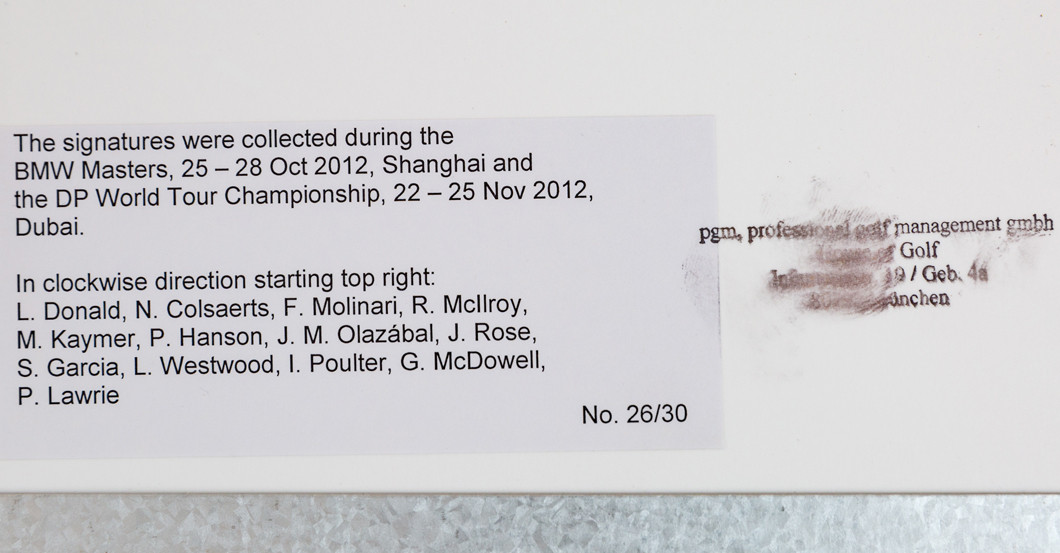 The signatures were collected during the
BMW Masters, 25 – 28 Oct 2012, Shanghai and
the DP World Tour Championship, 22 – 25 Nov 2012,
Dubai.
In clockwise direction starting top right:
L. Donald, N. Colsaerts, F. Molinari, R. McIlroy,
M. Kaymer, P. Hanson, J. M. Olazábal, J. Rose,
S. Garcia, L. Westwood, I. Poulter, G. McDowell,
P. Lawrie
No. 26/30
pgm, professional golf management gmbh
Golf
/ Geb. 4a